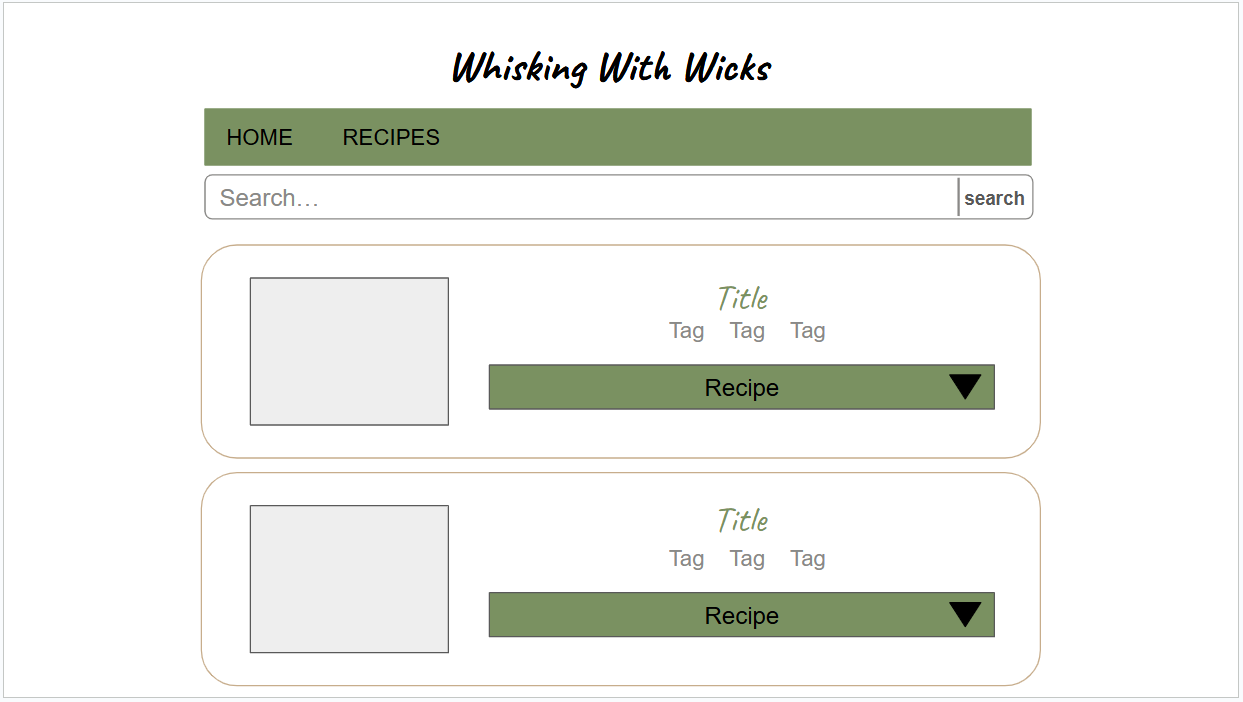 Whisking With Wicks
HOME RECIPES
Search… search
Title
Tag Tag Tag
Recipe
Title
Tag Tag Tag
Recipe